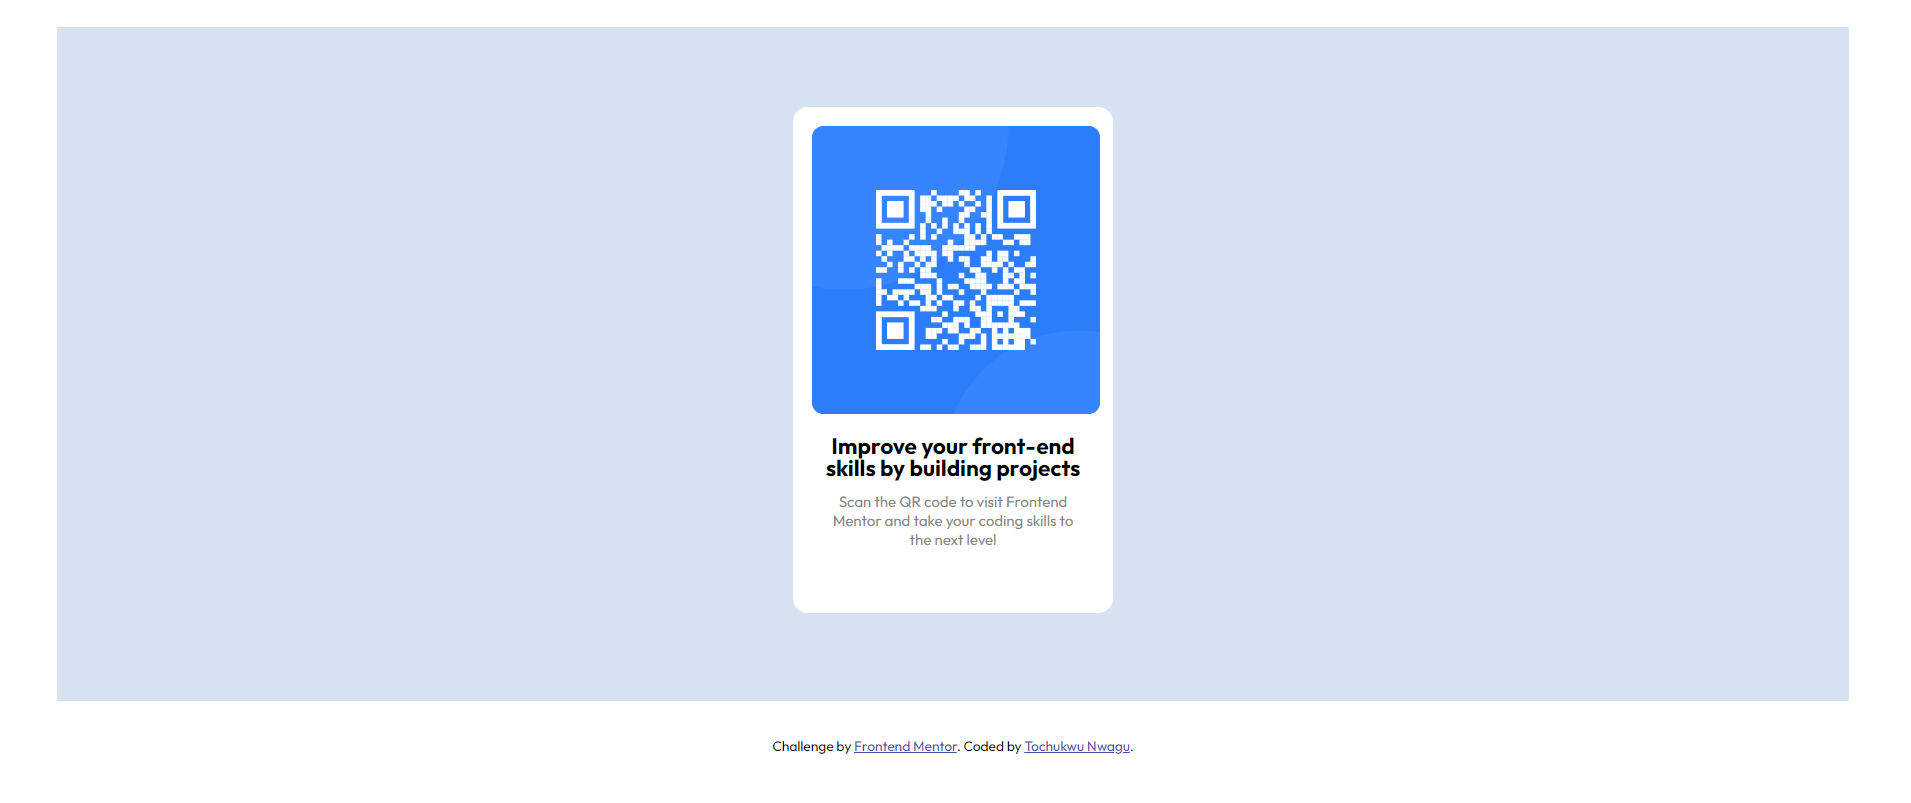 Improve your front-end
skills by building projects
Scan the QR code to visit Frontend
Mentor and take your coding skills to
the next level
Challenge by Frontend Mentor. Coded by Tochukwu Nwagu.